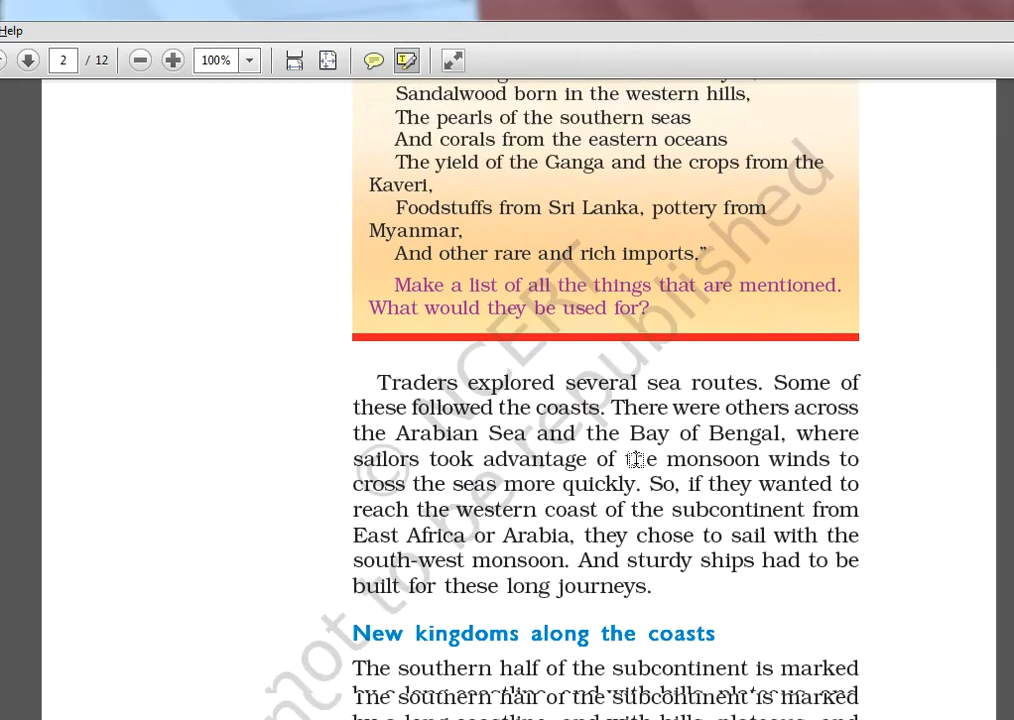 Help
2 / 12 100%
Sandalwood born in the western hills,
The pearls of the southern seas
And corals from the eastern oceans
The yield of the Ganga and the crops from the
Kaveri,
Foodstuffs from Sri Lanka, pottery from
Myanmar,
And other rare and rich imports.”
Make a list of all the things that are mentioned.
What would they be used for?
Traders explored several sea routes. Some of
these followed the coasts. There were others across
the Arabian Sea and the Bay of Bengal, where
sailors took advantage of the monsoon winds to
cross the seas more quickly. So, if they wanted to
reach the western coast of the subcontinent from
East Africa or Arabia, they chose to sail with the
south-west monsoon. And sturdy ships had to be
built for these long journeys.
New kingdoms along the coasts
The southern half of the subcontinent is marked
The southern half of the subcontinent is marked
by a long coastline, and with hills, plateaus, and
© NCERT
not to be republished